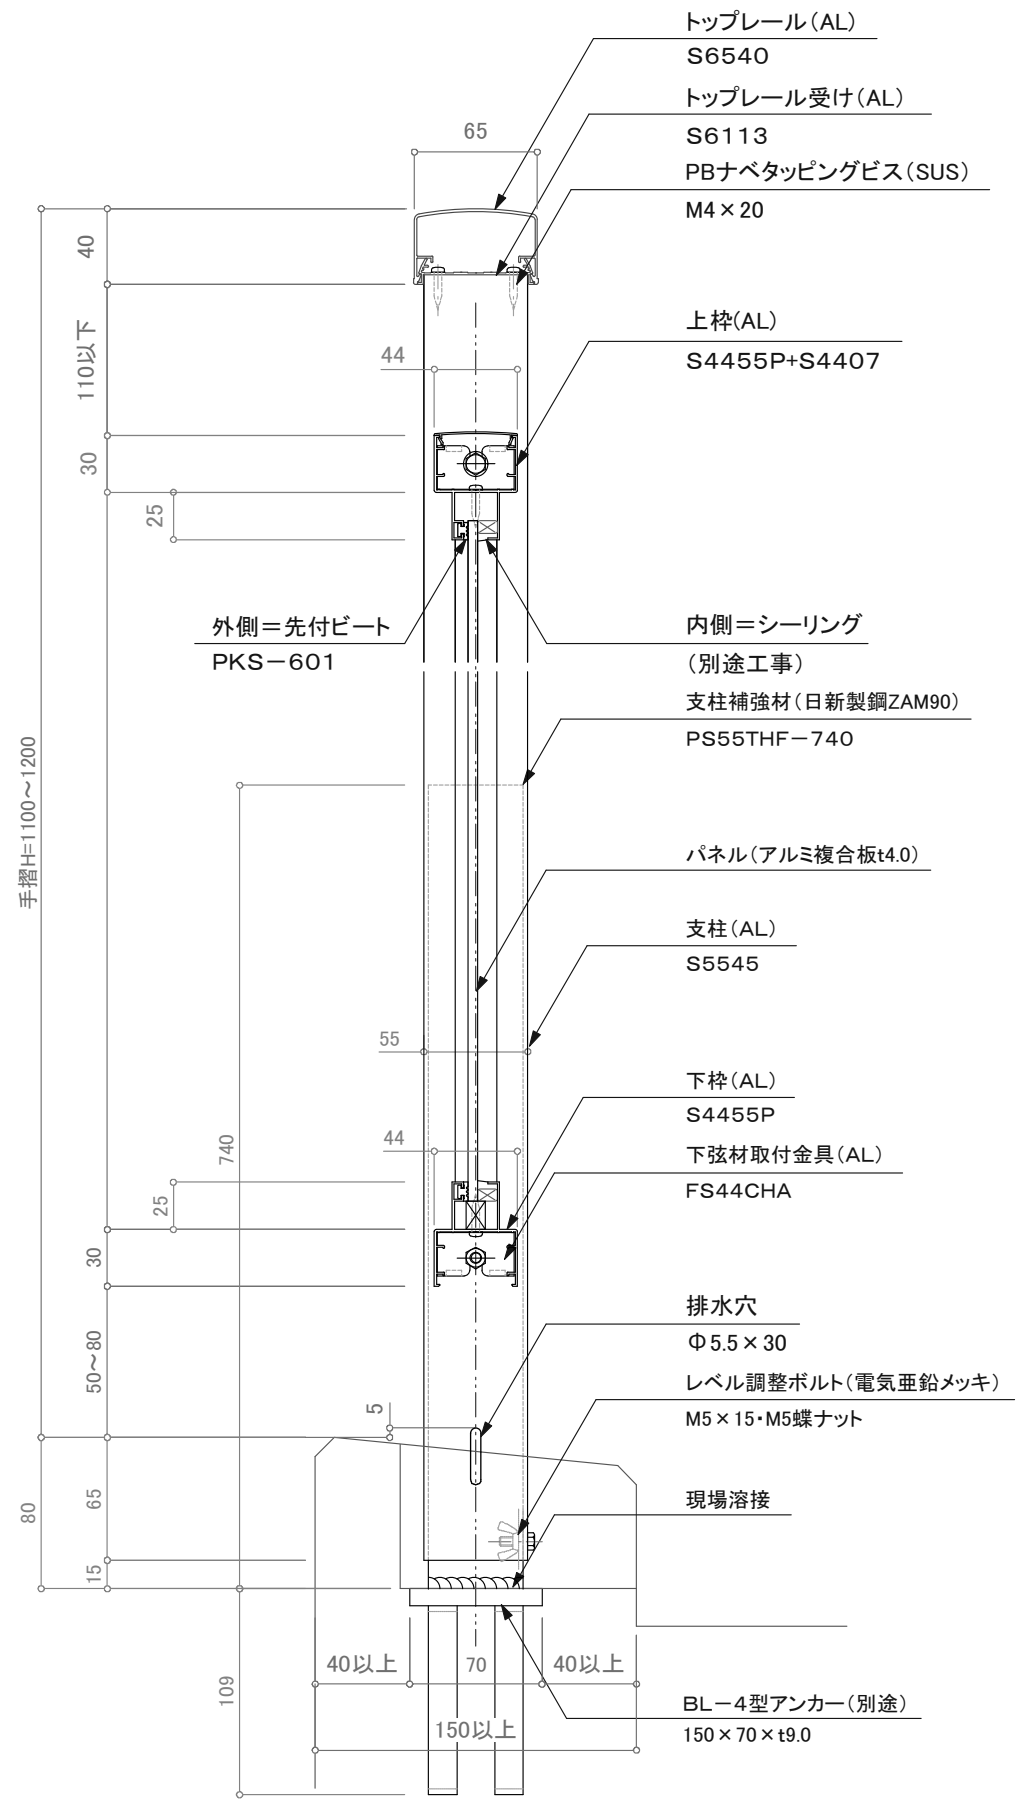 トップレール(AL)
S6540
トップレール受け(AL)
S6113
PBナベタッピングビス(SUS)
M4×20
65
40
110以下
30
25
44
上枠(AL)
S4455P+S4407
外側=先付ビート
PKS-601
内側=シーリング
(別途工事)
支柱補強材(日新製鋼ZAM90)
PS55THF-740
手摺H=1100~1200
パネル(アルミ複合板t4.0)
支柱(AL)
S5545
55
下枠(AL)
S4455P
44
740
下弦材取付金具(AL)
FS44CHA
25
30
50~80
排水穴
Φ5.5×30
5
レベル調整ボルト(電気亜鉛メッキ)
M5×15・M5蝶ナット
80
65
現場溶接
15
109
40以上
70
40以上
150以上
BL-4型アンカー(別途)
150×70×t9.0